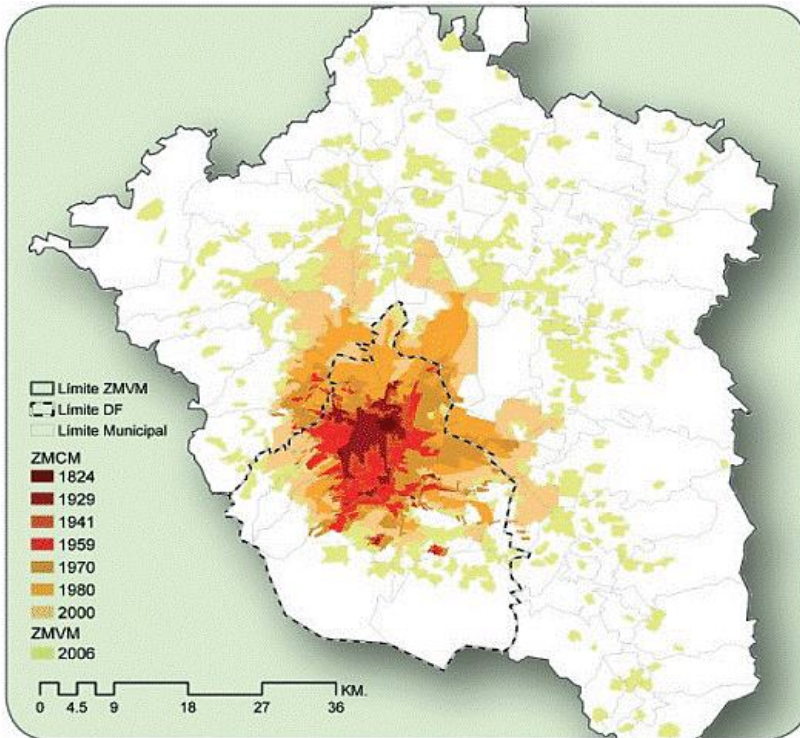 Límite ZMVM
Límite DF
Límite Municipal
ZMCM
1824
1929
1941
1959
1970
1980
2000
ZMVM
2006
KM.
0 4.5 9 18 27 36